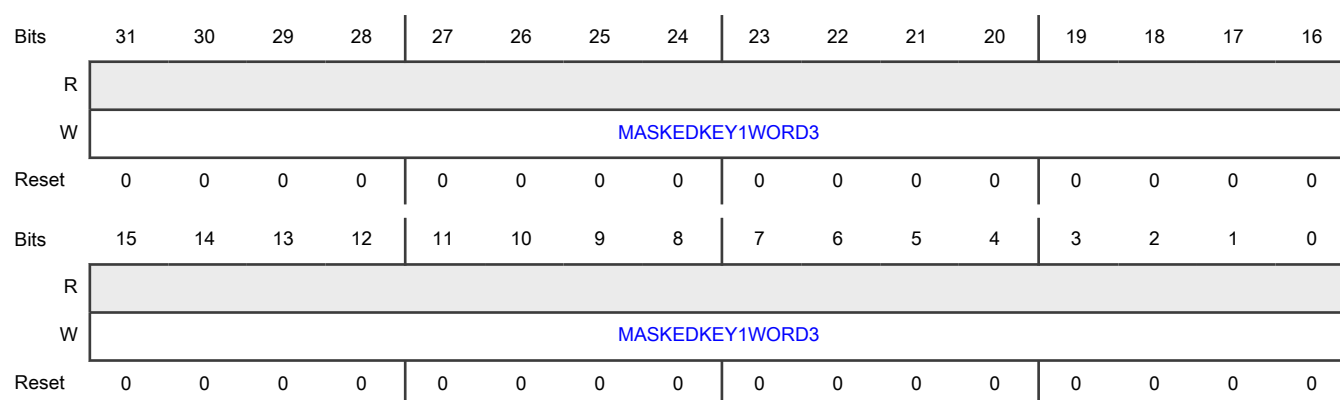 Bits 31 30 29 28 27 26 25 24 23 22 21 20 19 18 17 16
R
W MASKEDKEY1WORD3
Reset 0 0 0 0 0 0 0 0 0 0 0 0 0 0 0 0
Bits 15 14 13 12 11 10 9 8 7 6 5 4 3 2 1 0
R
W MASKEDKEY1WORD3
Reset 0 0 0 0 0 0 0 0 0 0 0 0 0 0 0 0